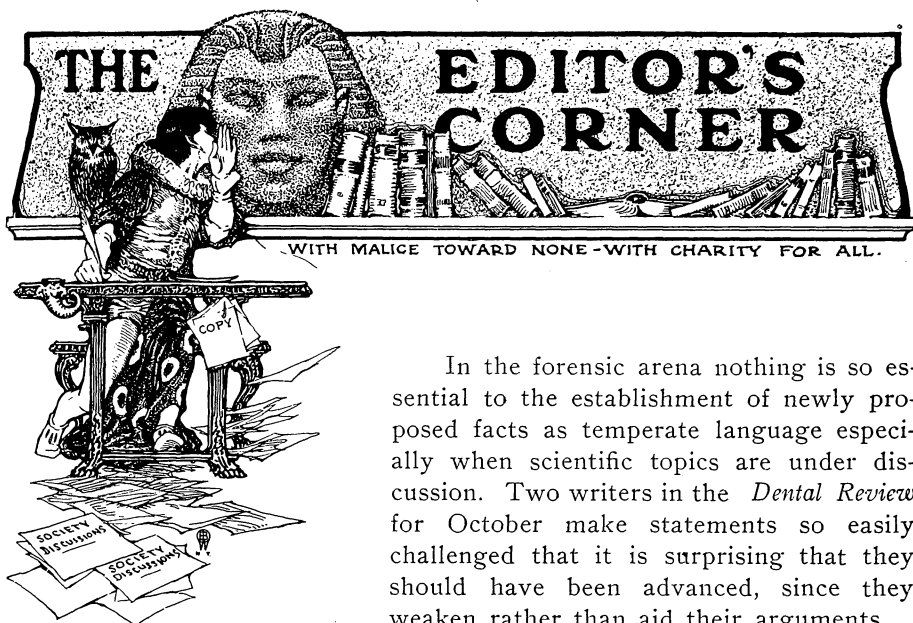 THE EDITOR'S
CORNER
WITH MALICE TOWARD NONE-WITH CHARITY FOR ALL.
COPY
In the forensic arena nothing is so es-
sential to the establishment of newly pro-
posed facts as temperate language especi-
ally when scientific topics are under dis-
cussion. Two writers in the Dental Review
for October make statements so easily
challenged that it is surprising that they
should have been advanced, since they
weaken rather than aid their arguments.
SOCIETY
DISCUSSIONS
SOCIETY
DISCUSSIONS